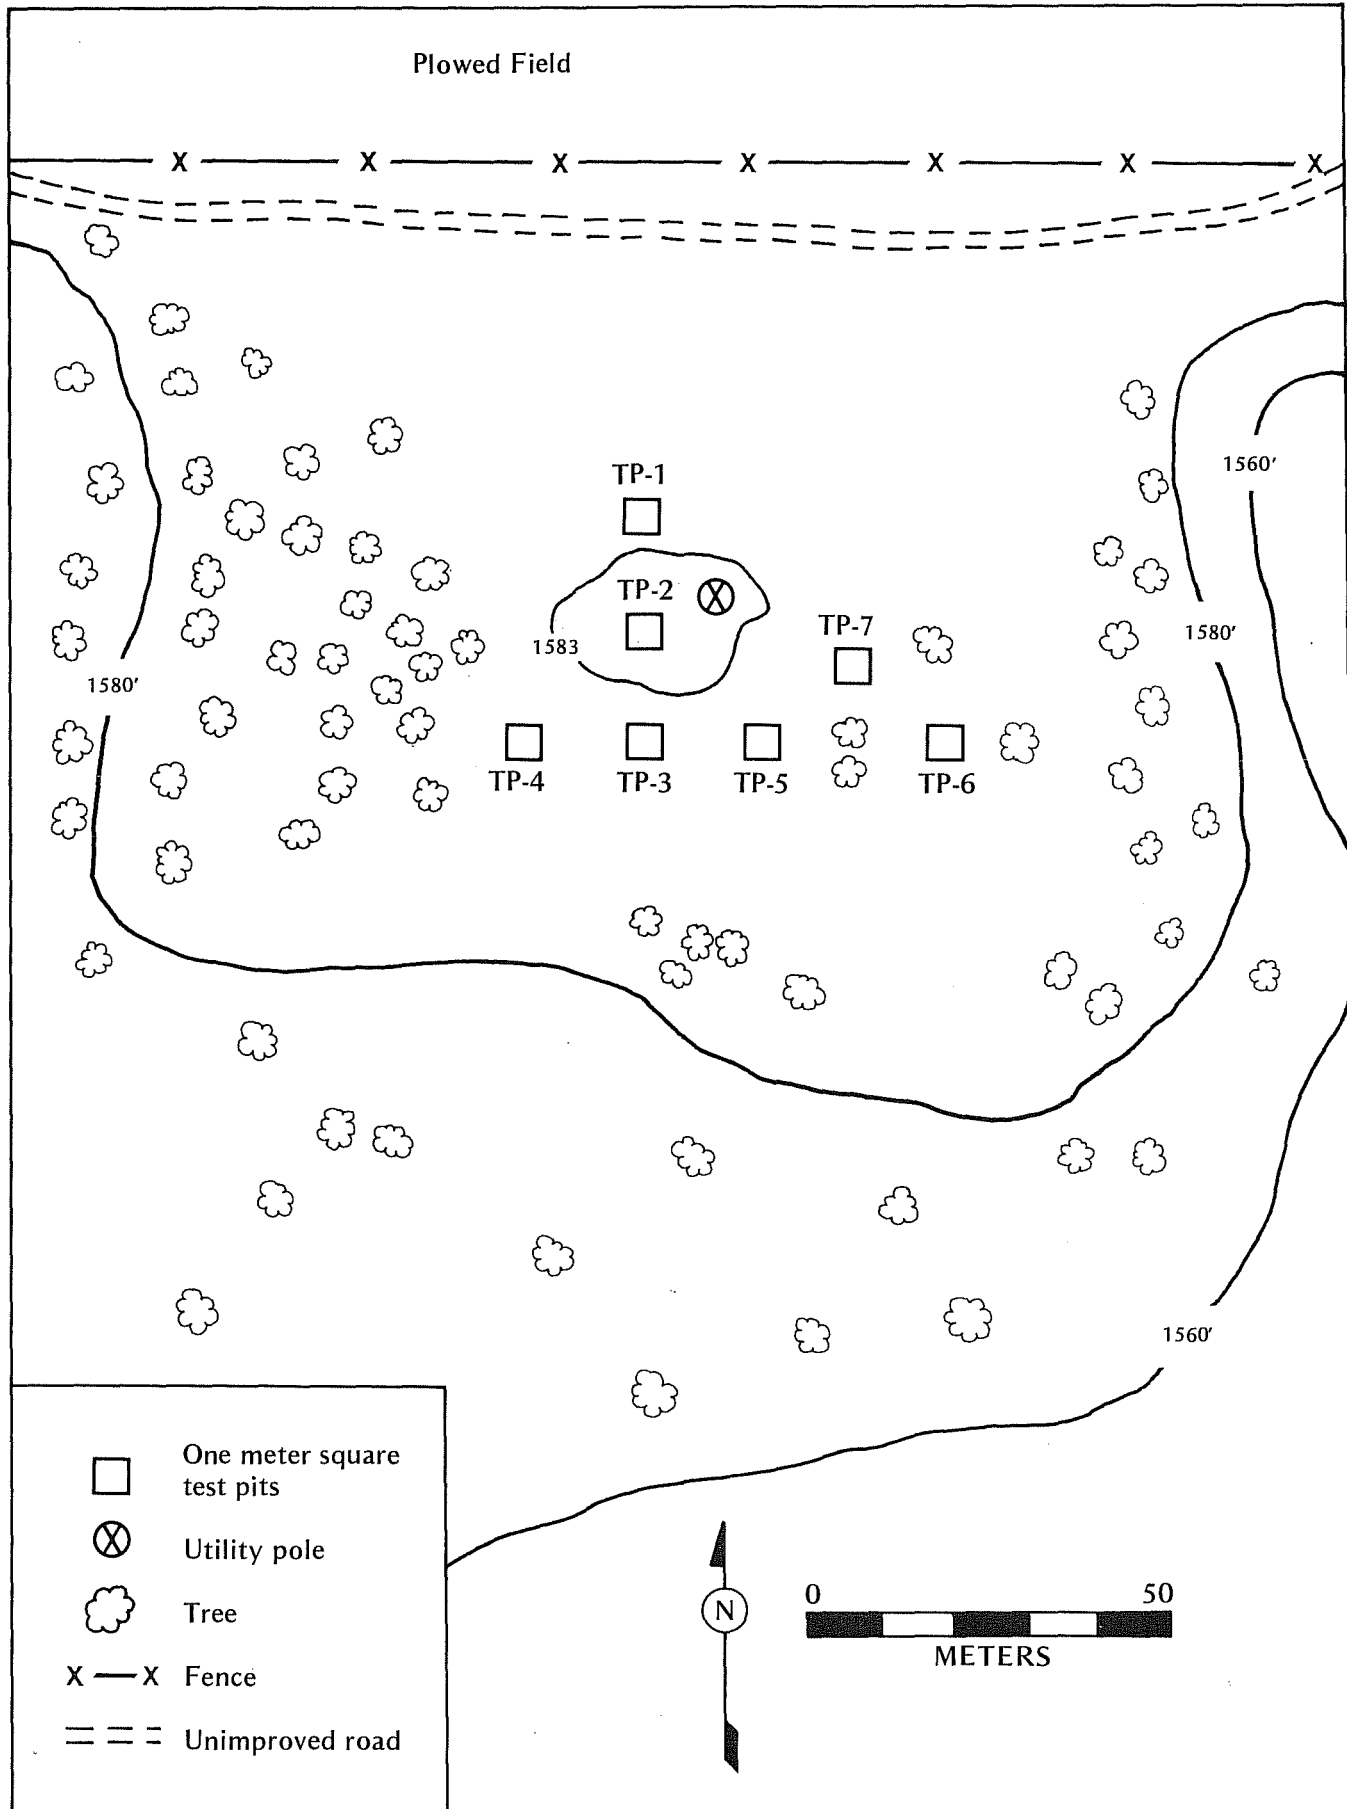 Plowed Field
X X X X X X X
1560'
TP-1
TP-2
X
TP-7
1583
1580'
1580'
TP-4
TP-3
TP-5
TP-6
1560'
One meter square
test pits
X
Utility pole
Tree
X X Fence
Unimproved road
N
0 50
METERS